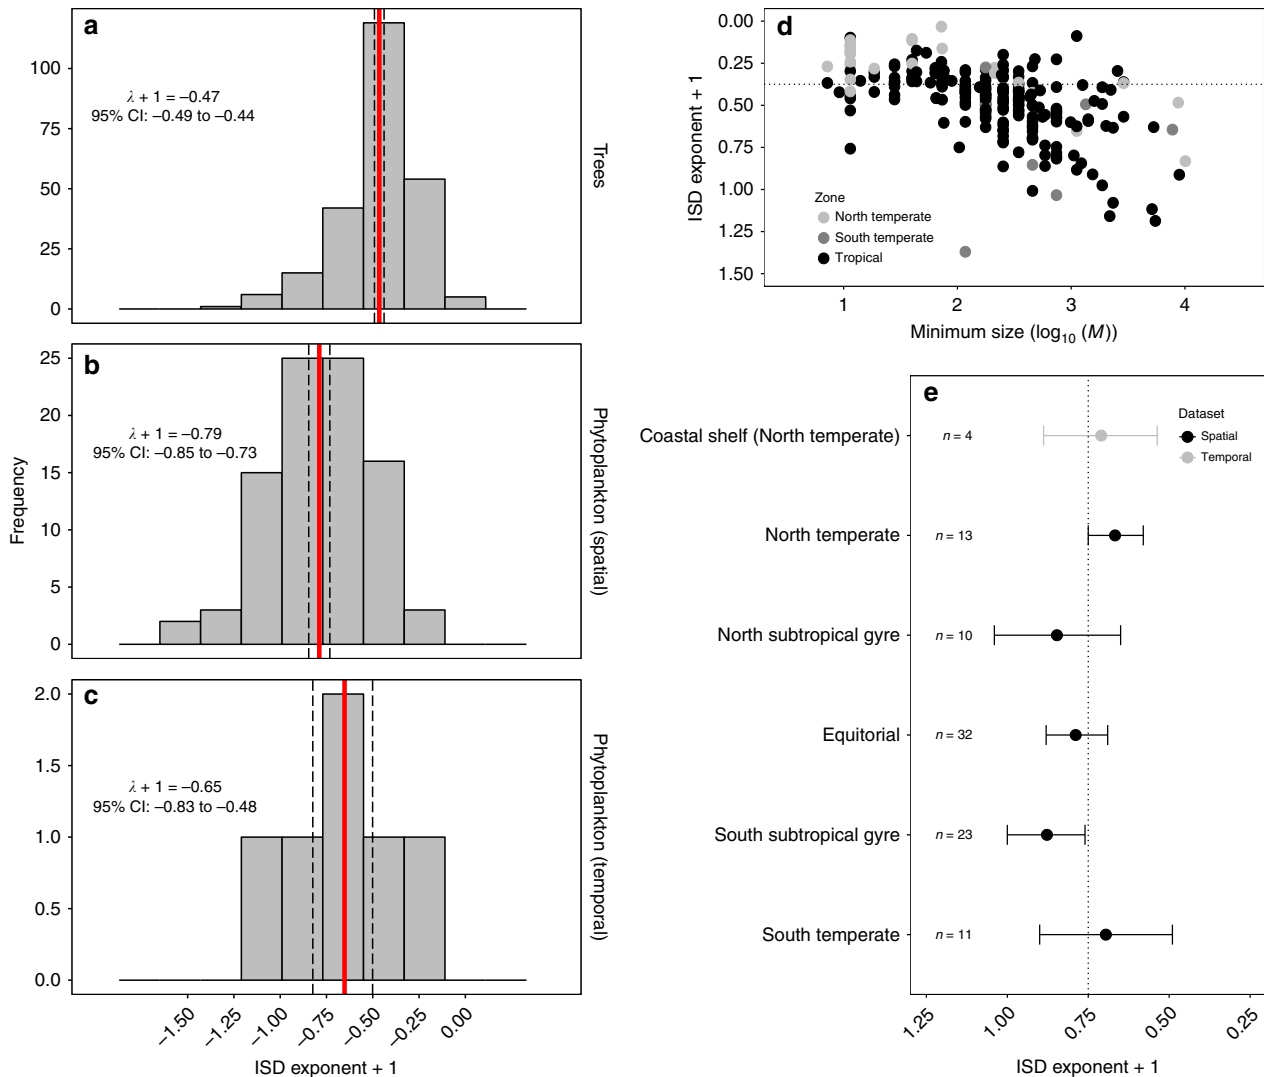 a
λ + 1 = –0.47
95% CI: –0.49 to –0.44
100
75
50
25
0
Trees
b
λ + 1 = –0.79
95% CI: –0.85 to –0.73
25
20
15
10
5
0
Frequency
Phytoplankton (spatial)
c
λ + 1 = –0.65
95% CI: –0.83 to –0.48
2.0
1.5
1.0
0.5
0.0
Phytoplankton (temporal)
–1.50 –1.25 –1.00 –0.75 –0.50 –0.25 0.00
ISD exponent + 1
d
0.00
0.25
0.50
0.75
1.00
1.25
1.50
ISD exponent + 1
Zone
North temperate
South temperate
Tropical
1 2 3 4
Minimum size (log10 (M))
e
Dataset
Spatial
Temporal
Coastal shelf (North temperate) n = 4
North temperate n = 13
North subtropical gyre n = 10
Equitorial n = 32
South subtropical gyre n = 23
South temperate n = 11
1.25 1.00 0.75 0.50 0.25
ISD exponent + 1